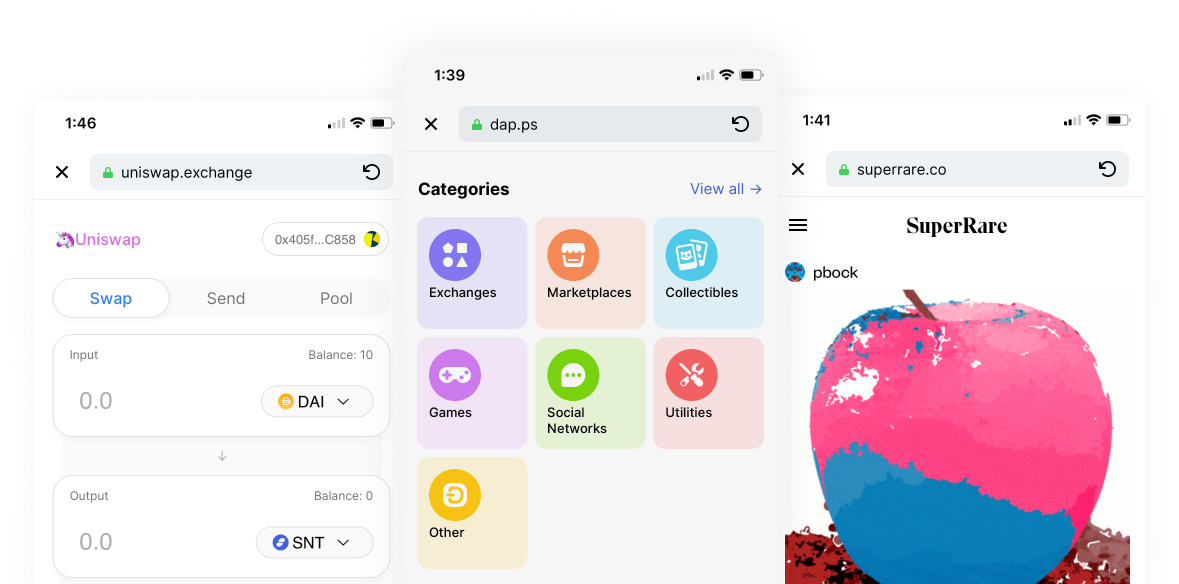 1:46
uniswap.exchange
Uniswap
0x405f...C858
Swap
Send
Pool
Input
Balance: 10
0.0
DAI
Output
Balance: 0
0.0
SNT
1:39
dap.ps
Categories
View all →
Exchanges
Marketplaces
Collectibles
Games
Social
Networks
Utilities
Other
1:41
superrare.co
SuperRare
pbock